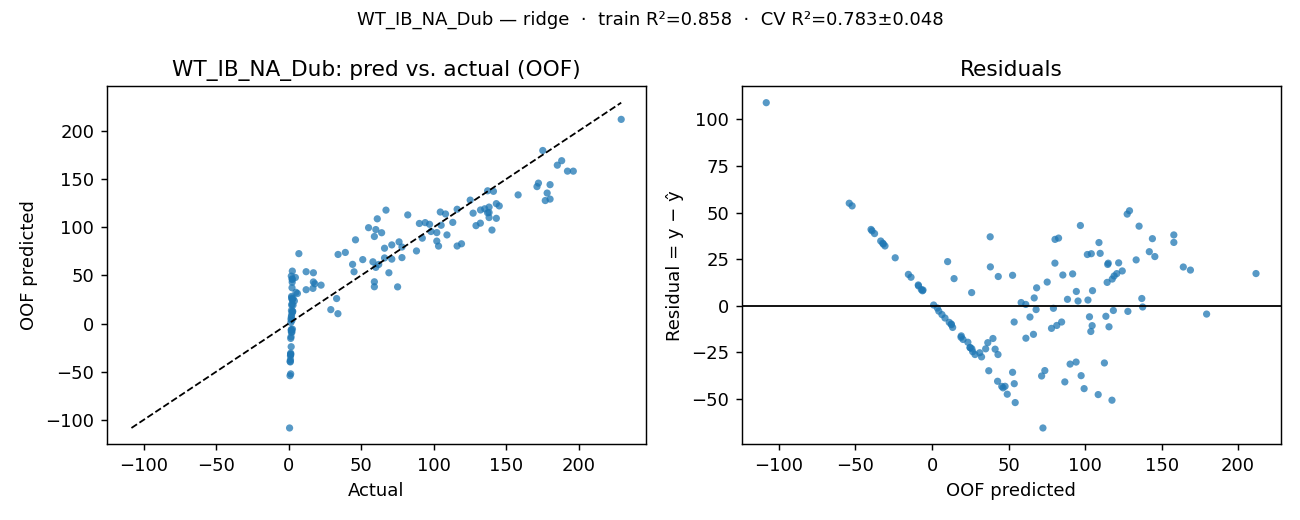 WT_IB_NA_Dub — ridge · train R²=0.858 · CV R²=0.783±0.048
WT_IB_NA_Dub: pred vs. actual (OOF)
OOF predicted
200
150
100
50
0
−50
−100
−100 −50 0 50 100 150 200
Actual
Residuals
Residual = y − ŷ
100
75
50
25
0
−25
−50
−100 −50 0 50 100 150 200
OOF predicted